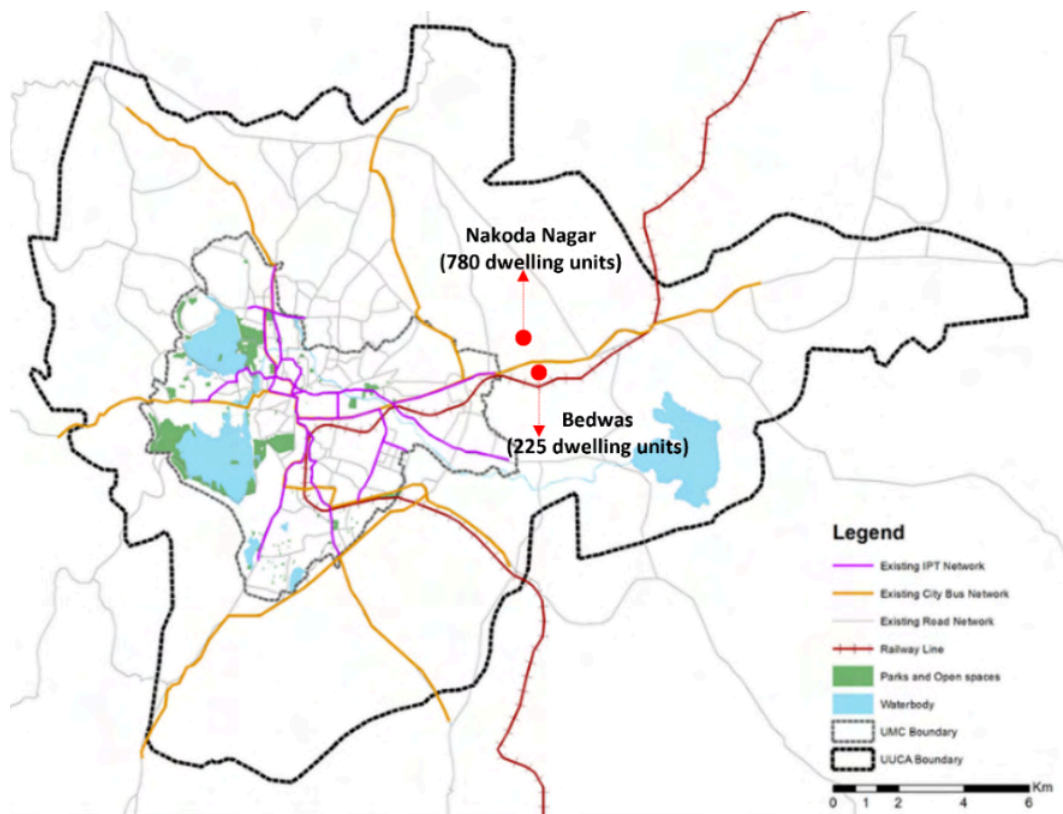 Nakoda Nagar
(780 dwelling units)
Bedwas
(225 dwelling units)
Legend
Existing IPT Network
Existing City Bus Network
Existing Road Network
Railway Line
Parks and Open spaces
Waterbody
UMC Boundary
UUCA Boundary
Km
0 1 2 4 6